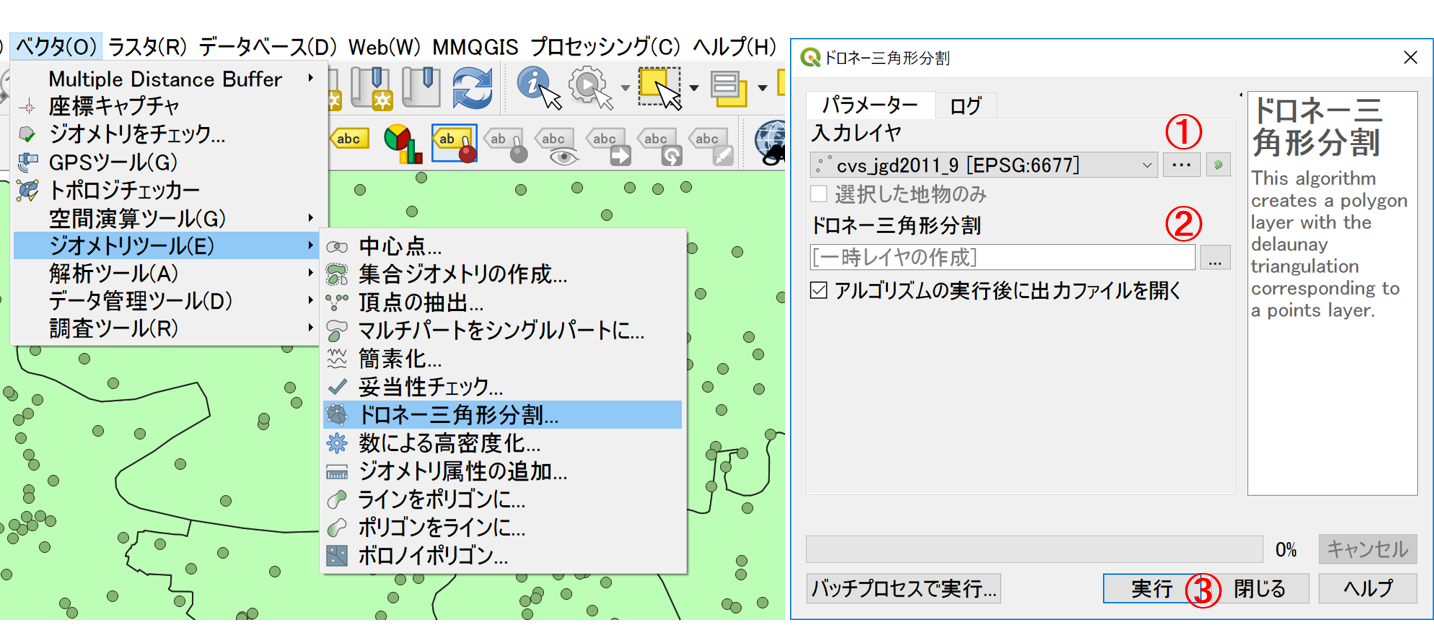 ) ベクタ(O) ラスタ(R) データベース(D) Web(W) MMQGIS プロセッシング(C) ヘルプ(H)
Multiple Distance Buffer
座標キャプチャ
ジオメトリをチェック...
GPSツール(G)
トポロジチェッカー
空間演算ツール(G)
ジオメトリツール(E)
解析ツール(A)
データ管理ツール(D)
調査ツール(R)
abc
ab
ab
abc
abc
abc
abc
中心点...
集合ジオメトリの作成...
頂点の抽出...
マルチパートをシングルパートに...
簡素化...
妥当性チェック...
ドロネー三角形分割...
数による高密度化...
ジオメトリ属性の追加...
ラインをポリゴンに...
ポリゴンをラインに...
ボロノイポリゴン...
ドロネー三角形分割
パラメーター ログ
入力レイヤ
①
cvs_jgd2011_9 [EPSG:6677]
...
選択した地物のみ
ドロネー三角形分割
②
[一時レイヤの作成]
...
アルゴリズムの実行後に出力ファイルを開く
ドロネー三
角形分割
This algorithm
creates a polygon
layer with the
delaunay
triangulation
corresponding to
a points layer.
0%
キャンセル
バッチプロセスで実行...
実行
③
閉じる
ヘルプ